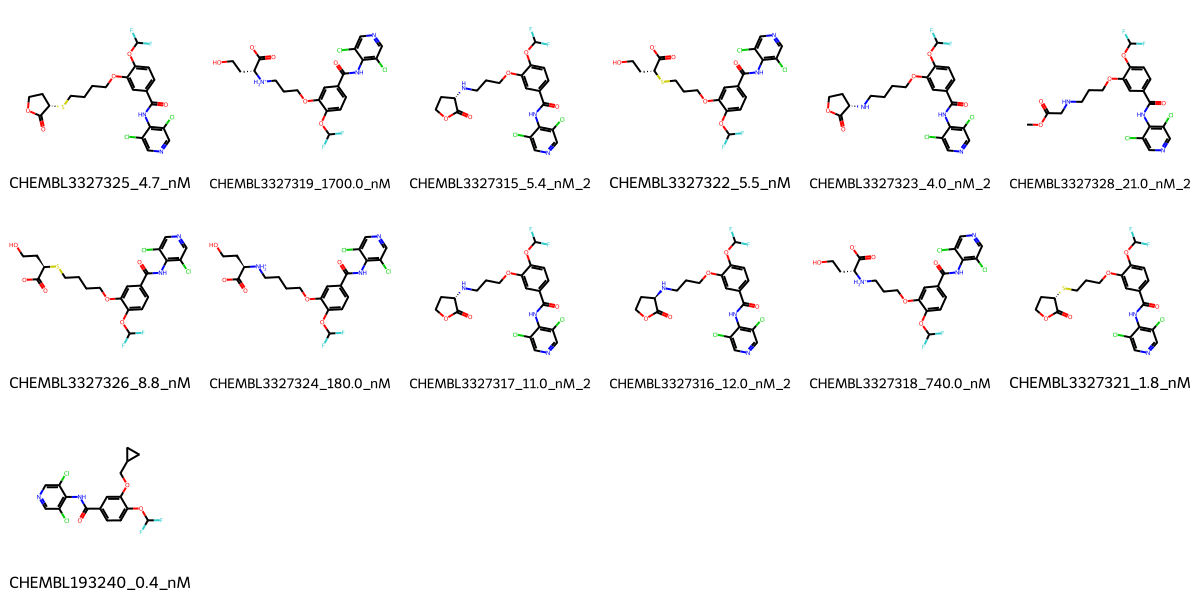 CHEMBL3327325_4.7_nM
CHEMBL3327319_1700.0_nM
CHEMBL3327315_5.4_nM_2
CHEMBL3327322_5.5_nM
CHEMBL3327323_4.0_nM_2
CHEMBL3327328_21.0_nM_2
CHEMBL3327326_8.8_nM
CHEMBL3327324_180.0_nM
CHEMBL3327317_11.0_nM_2
CHEMBL3327316_12.0_nM_2
CHEMBL3327318_740.0_nM
CHEMBL3327321_1.8_nM
CHEMBL193240_0.4_nM